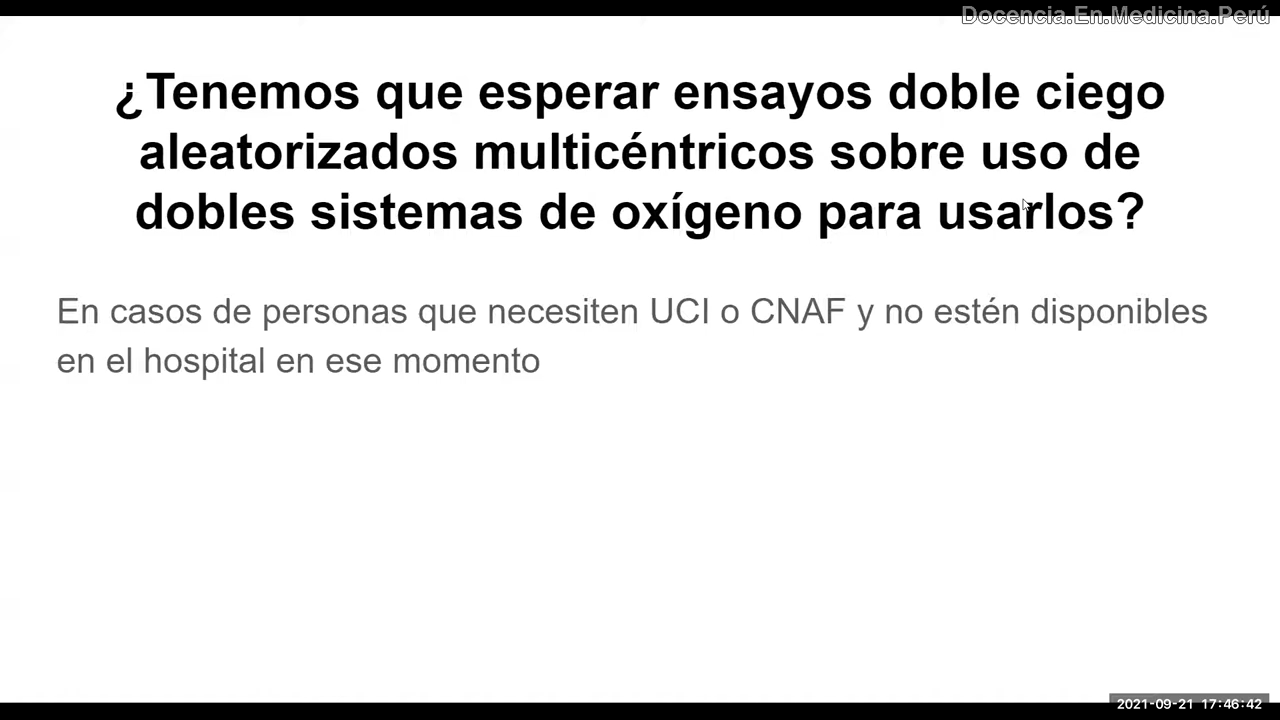 Docencia.En.Medicina.Perú
¿Tenemos que esperar ensayos doble ciego
aleatorizados multicéntricos sobre uso de
dobles sistemas de oxígeno para usarlos?
En casos de personas que necesiten UCI o CNAF y no estén disponibles
en el hospital en ese momento
2021-09-21 17:46:42